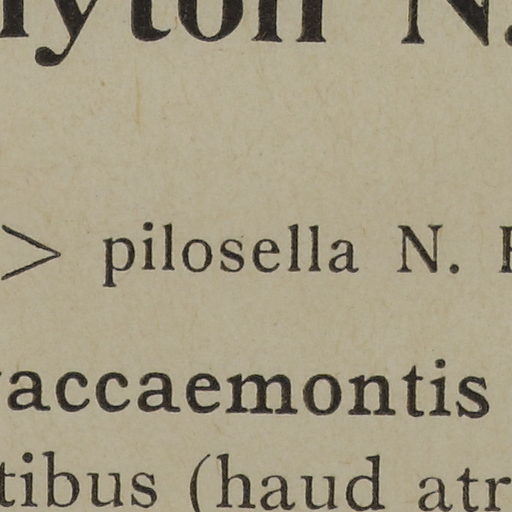 lyton N.
> pilosella N. P
vaccaemontis
tibus (haud atr